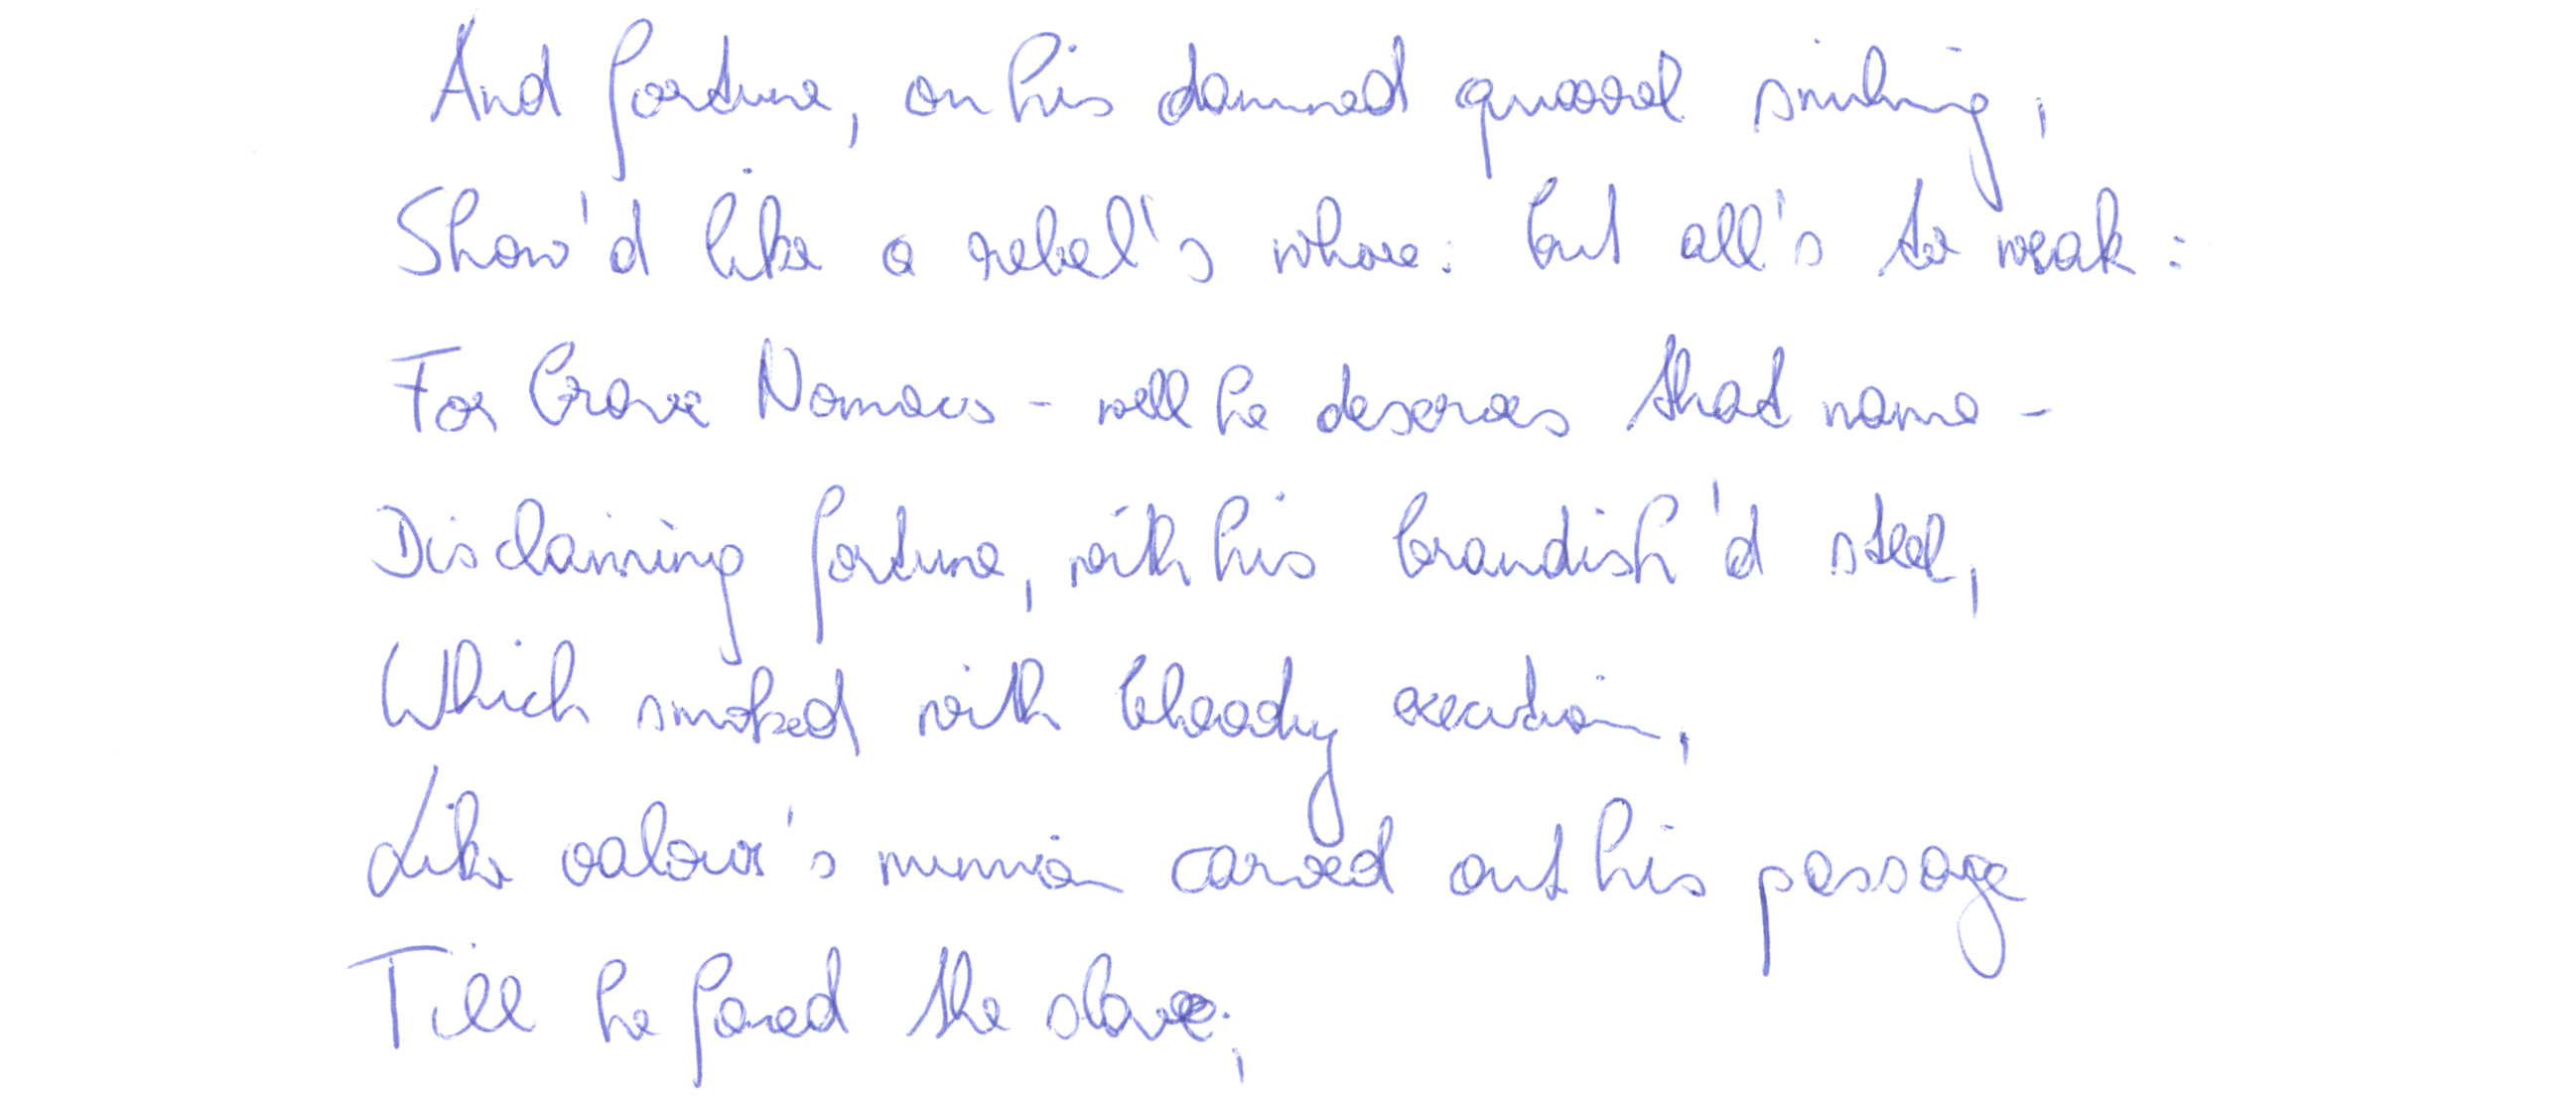 And fortune, on his damned quarrel smiling,
Show'd like a rebel's whore: but all's too weak:
For brave Nomacs - well he deserves that name -
Disclaiming fortune, with his brandish'd steel,
Which smoked with bloody execution,
Like valour's minion carved out his passage
Till he faced the slave;